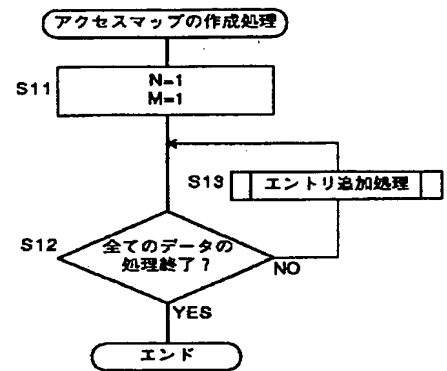 アクセスマップの作成処理
S11
N=1
M=1
S13
エントリ追加処理
S12
全てのデータの
処理終了?
NO
YES
エンド